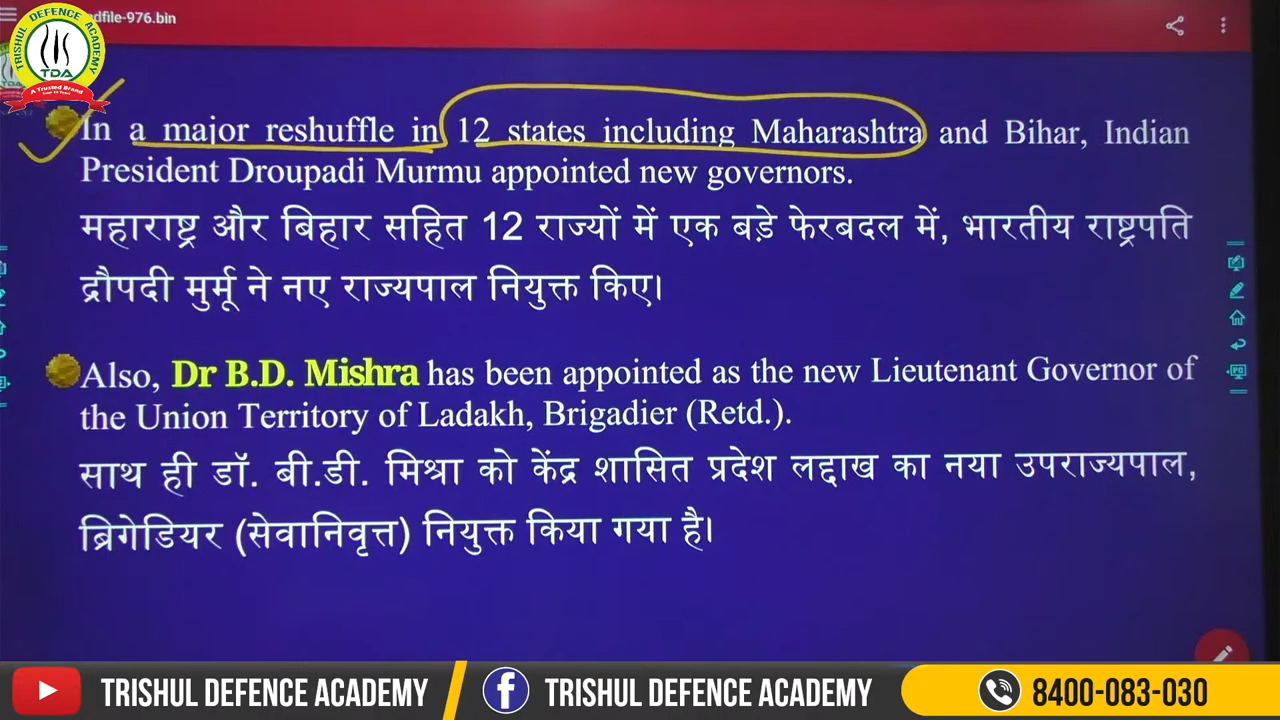 dfile-976.bin
TRISHUL DEFENCE ACADEMY
TDA
A Trusted Brand
In a major reshuffle in 12 states including Maharashtra and Bihar, Indian
President Droupadi Murmu appointed new governors.
महाराष्ट्र और बिहार सहित 12 राज्यों में एक बड़े फेरबदल में, भारतीय राष्ट्रपति
द्रौपदी मुर्मू ने नए राज्यपाल नियुक्त किए।
Also, Dr B.D. Mishra has been appointed as the new Lieutenant Governor of
the Union Territory of Ladakh, Brigadier (Retd.).
साथ ही डॉ. बी.डी. मिश्रा को केंद्र शासित प्रदेश लद्दाख का नया उपराज्यपाल,
ब्रिगेडियर (सेवानिवृत्त) नियुक्त किया गया है।
TRISHUL DEFENCE ACADEMY
TRISHUL DEFENCE ACADEMY
8400-083-030